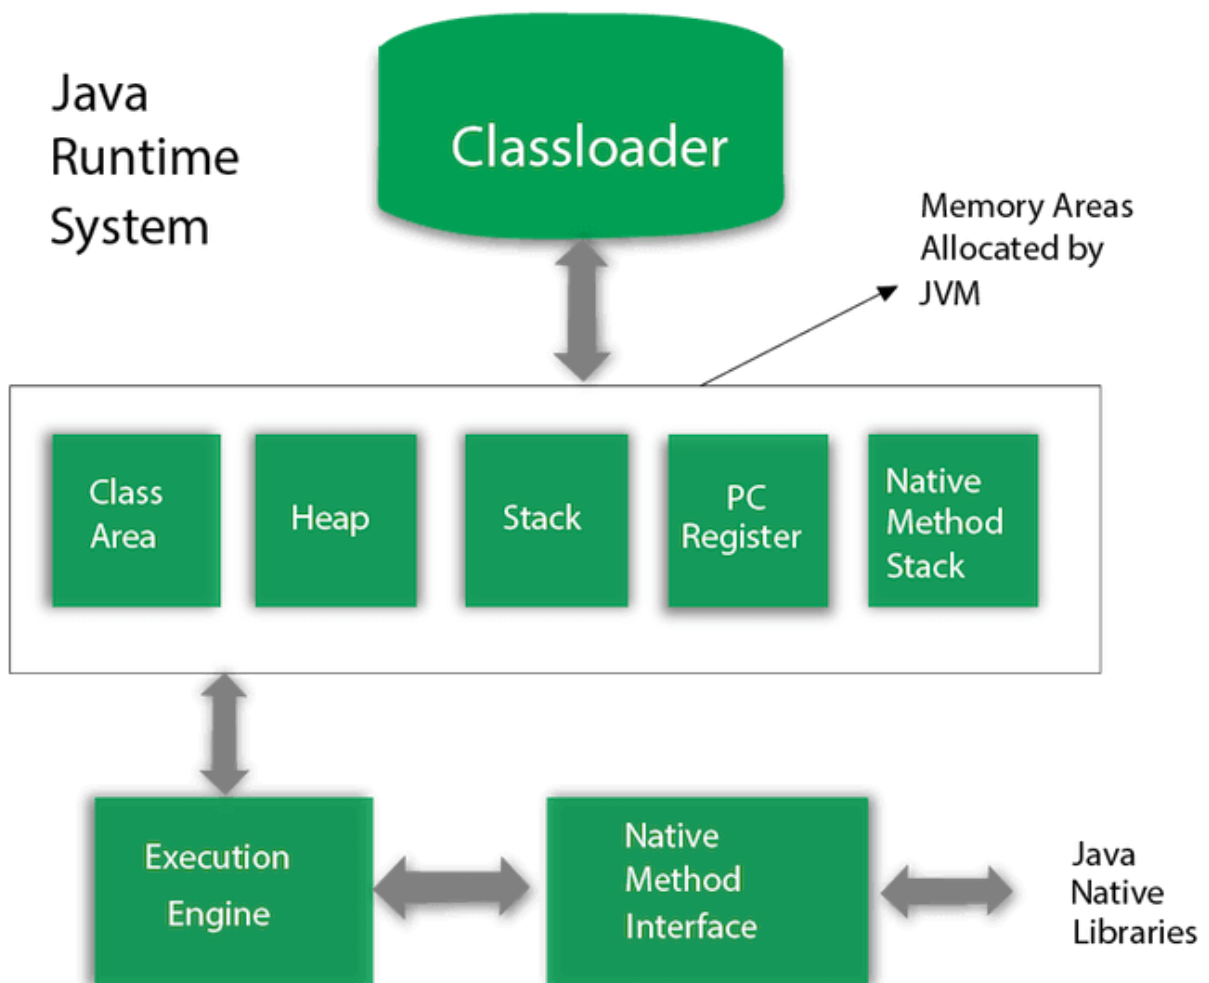 Java
Runtime
System
Classloader
Memory Areas
Allocated by
JVM
Class
Area
Heap
Stack
PC
Register
Native
Method
Stack
Execution
Engine
Native
Method
Interface
Java
Native
Libraries